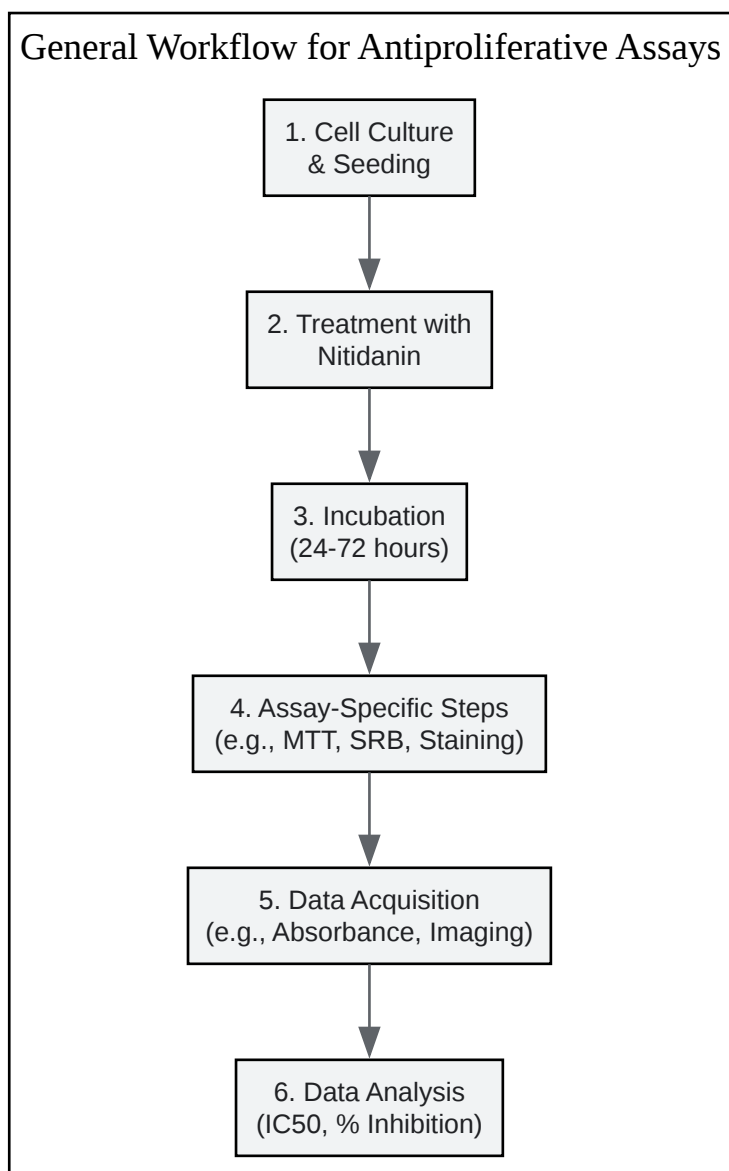 General Workflow for Antiproliferative Assays
1. Cell Culture
& Seeding
2. Treatment with
Nitidanin
3. Incubation
(24-72 hours)
4. Assay-Specific Steps
(e.g., MTT, SRB, Staining)
5. Data Acquisition
(e.g., Absorbance, Imaging)
6. Data Analysis
(IC50, % Inhibition)